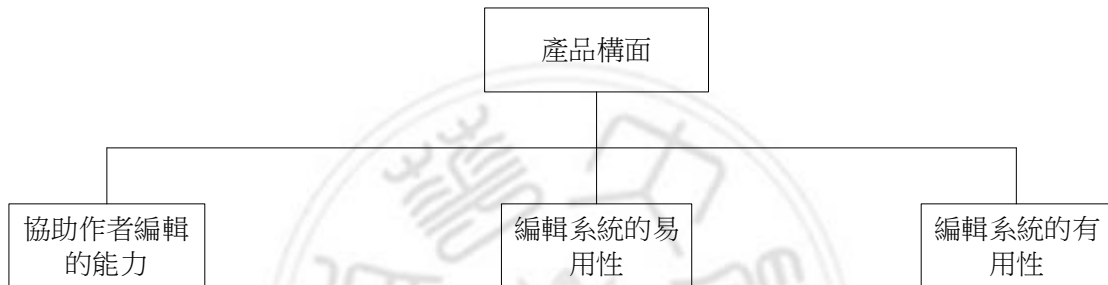 產品構面
協助作者編輯
的能力
編輯系統的易
用性
編輯系統的有
用性